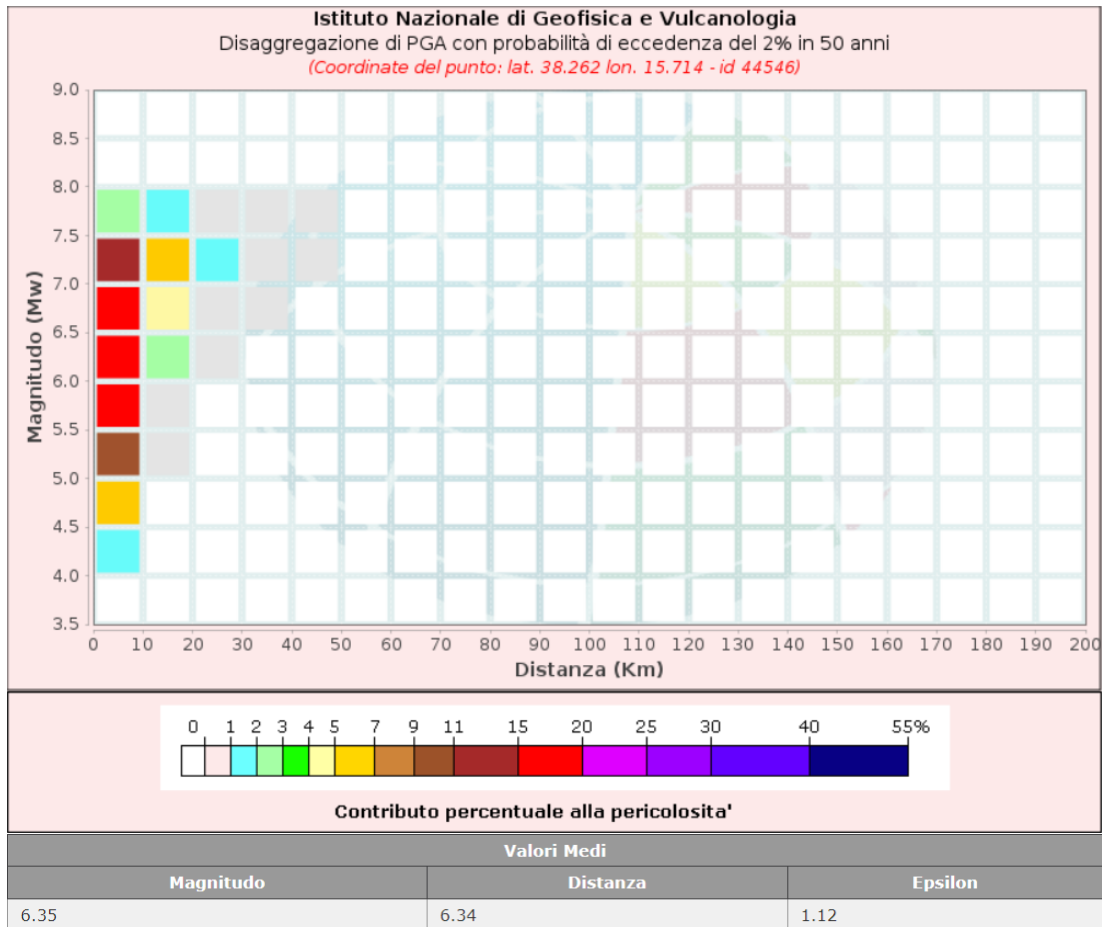 Istituto Nazionale di Geofisica e Vulcanologia
Disaggregazione di PGA con probabilità di eccedenza del 2% in 50 anni
(Coordinate del punto: lat. 38.262 lon. 15.714 - id 44546)
9.0
8.5
8.0
7.5
7.0
6.5
6.0
5.5
5.0
4.5
4.0
3.5
Magnitudo (Mw)
0 10 20 30 40 50 60 70 80 90 100 110 120 130 140 150 160 170 180 190 200
Distanza (Km)
0 1 2 3 4 5 7 9 11 15 20 25 30 40 55%
Contributo percentuale alla pericolosita'
Valori Medi
Magnitudo Distanza Epsilon
6.35 6.34 1.12